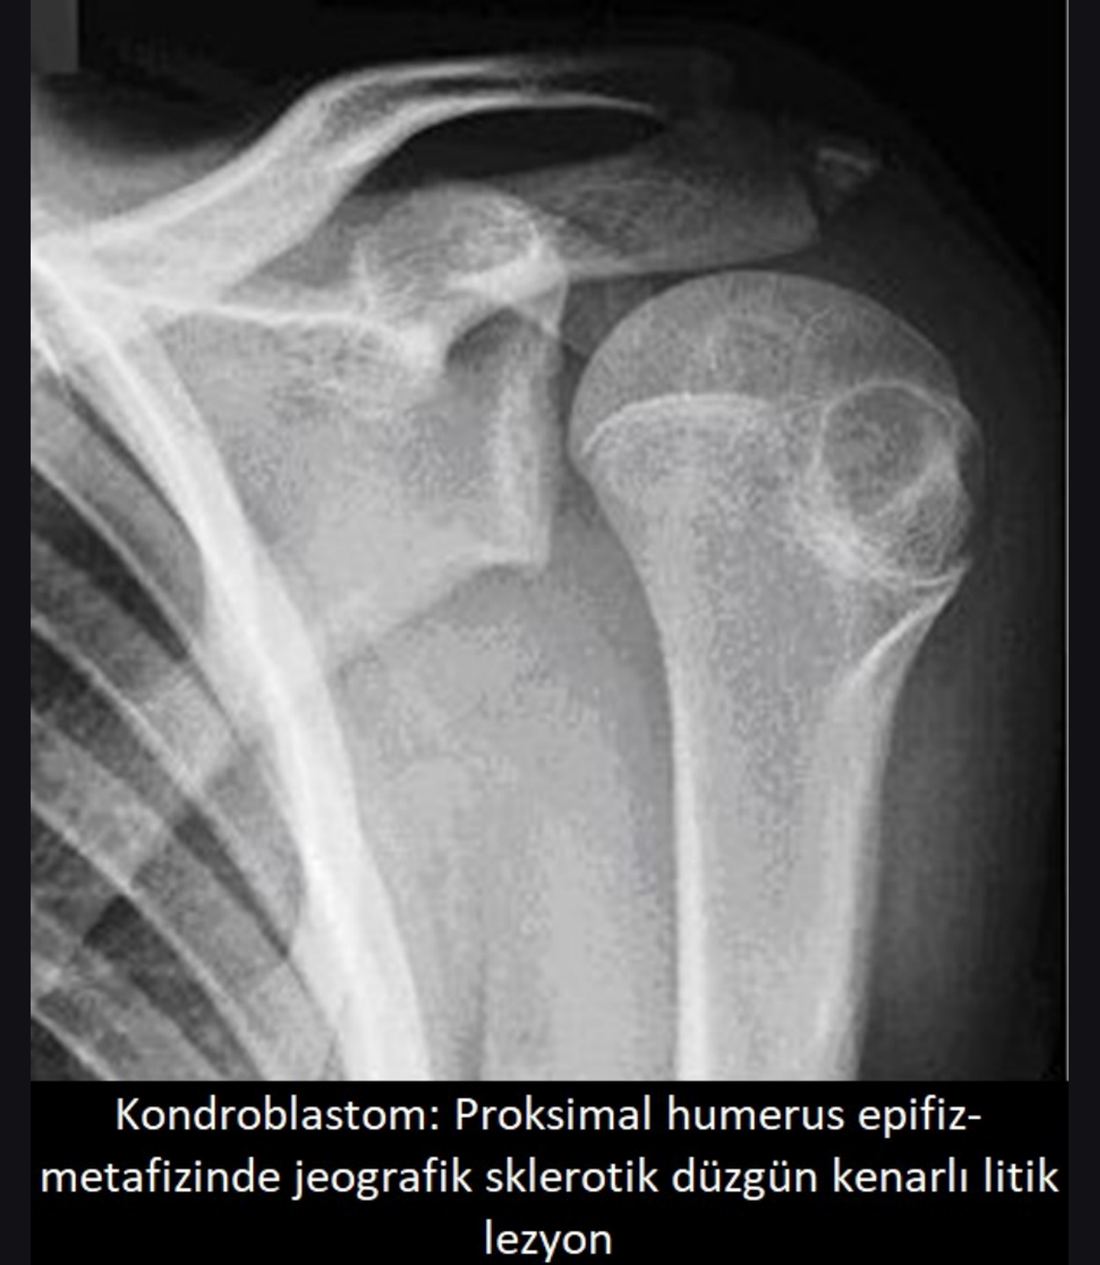 Kondroblastom: Proksimal humerus epifiz-
metafizinde jeografik sklerotik düzgün kenarlı litik
lezyon